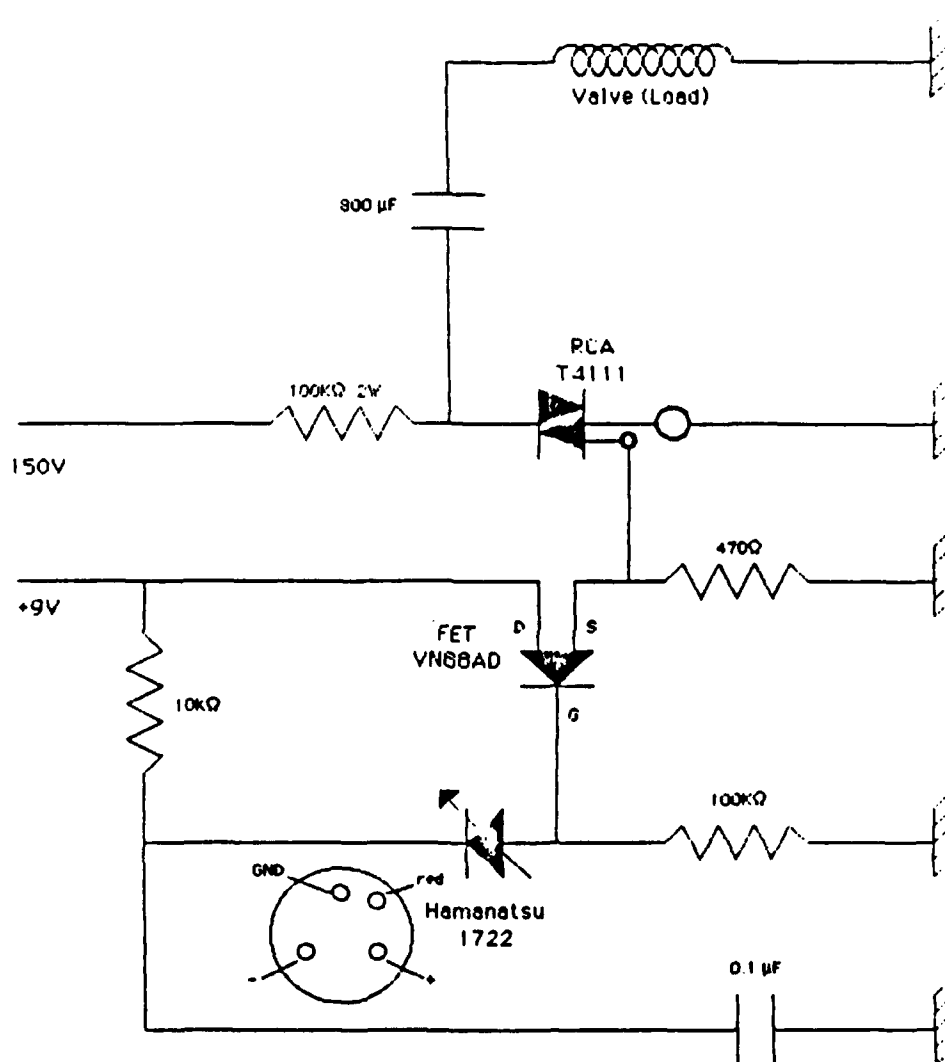 Valve (Load)
800 µF
RCA
T4111
100KΩ 2W
150V
470Ω
+9V
D
S
FET
VN88AD
G
10kΩ
100KΩ
GND
red
Hamanatsu
1722
-
+
0.1 µF